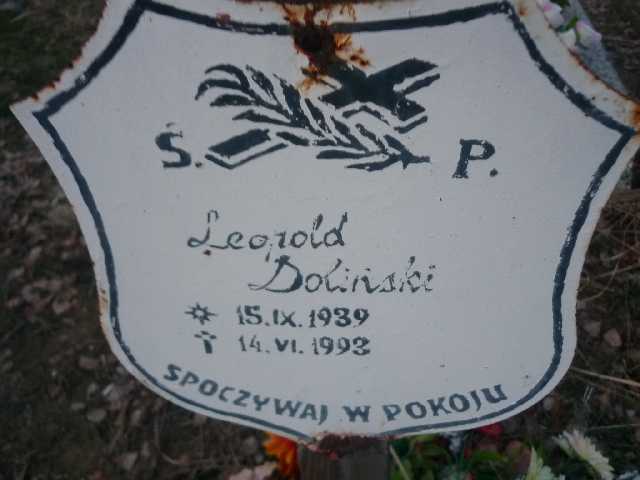 Ś. P.
Leopold
Doliński
15.IX.1939
14.VI.1993
SPOCZYWAJ W POKOJU